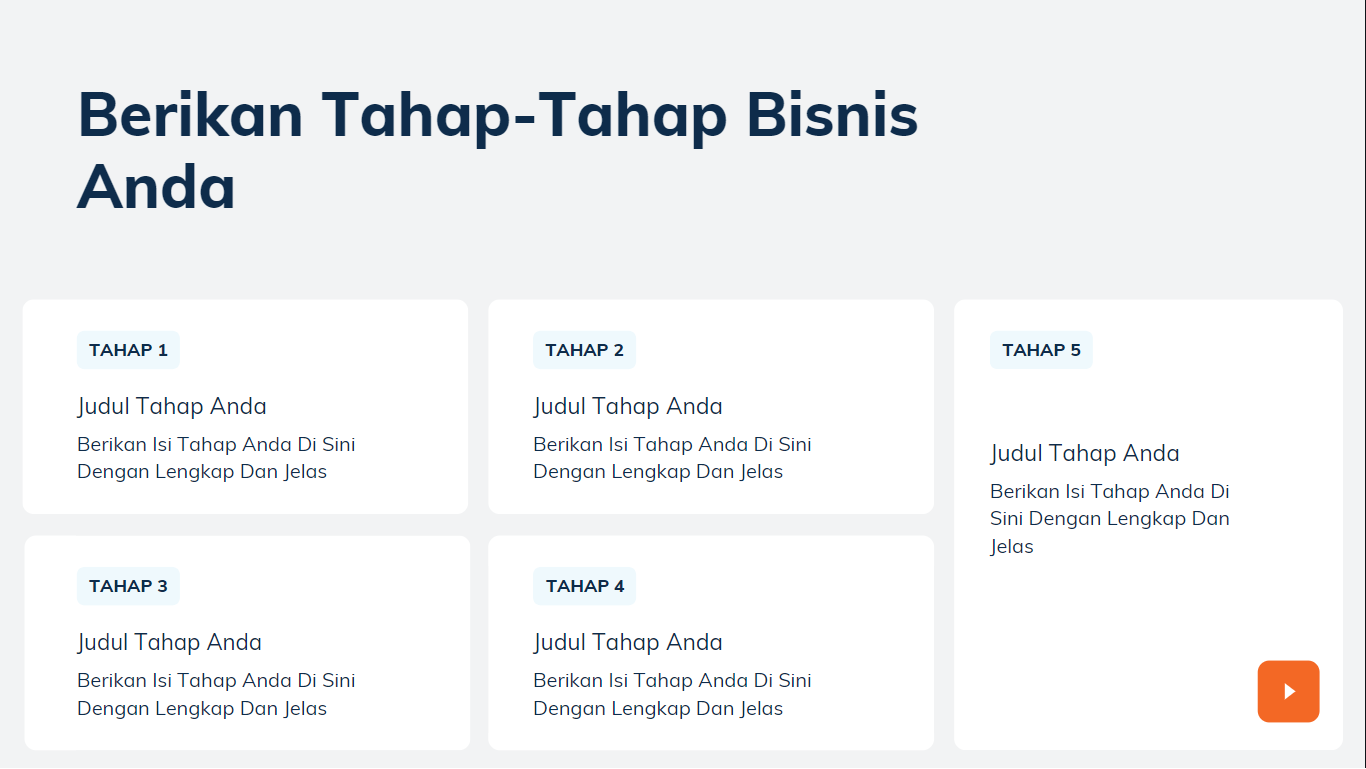 Berikan Tahap-Tahap Bisnis
Anda
TAHAP 1
Judul Tahap Anda
Berikan Isi Tahap Anda Di Sini
Dengan Lengkap Dan Jelas
TAHAP 2
Judul Tahap Anda
Berikan Isi Tahap Anda Di Sini
Dengan Lengkap Dan Jelas
TAHAP 3
Judul Tahap Anda
Berikan Isi Tahap Anda Di Sini
Dengan Lengkap Dan Jelas
TAHAP 4
Judul Tahap Anda
Berikan Isi Tahap Anda Di Sini
Dengan Lengkap Dan Jelas
TAHAP 5
Judul Tahap Anda
Berikan Isi Tahap Anda Di
Sini Dengan Lengkap Dan
Jelas